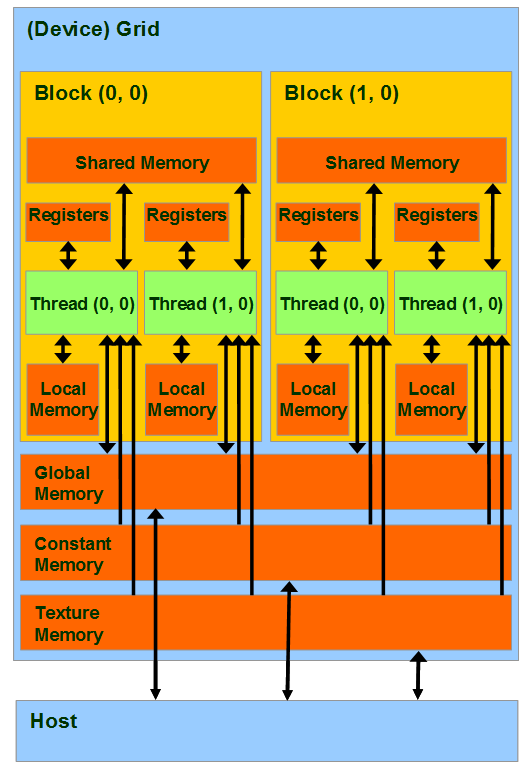 (Device) Grid
Block (0, 0)
Block (1, 0)
Shared Memory
Shared Memory
Registers
Registers
Registers
Registers
Thread (0, 0)
Thread (1, 0)
Thread (0, 0)
Thread (1, 0)
Local
Memory
Local
Memory
Local
Memory
Local
Memory
Global
Memory
Constant
Memory
Texture
Memory
Host